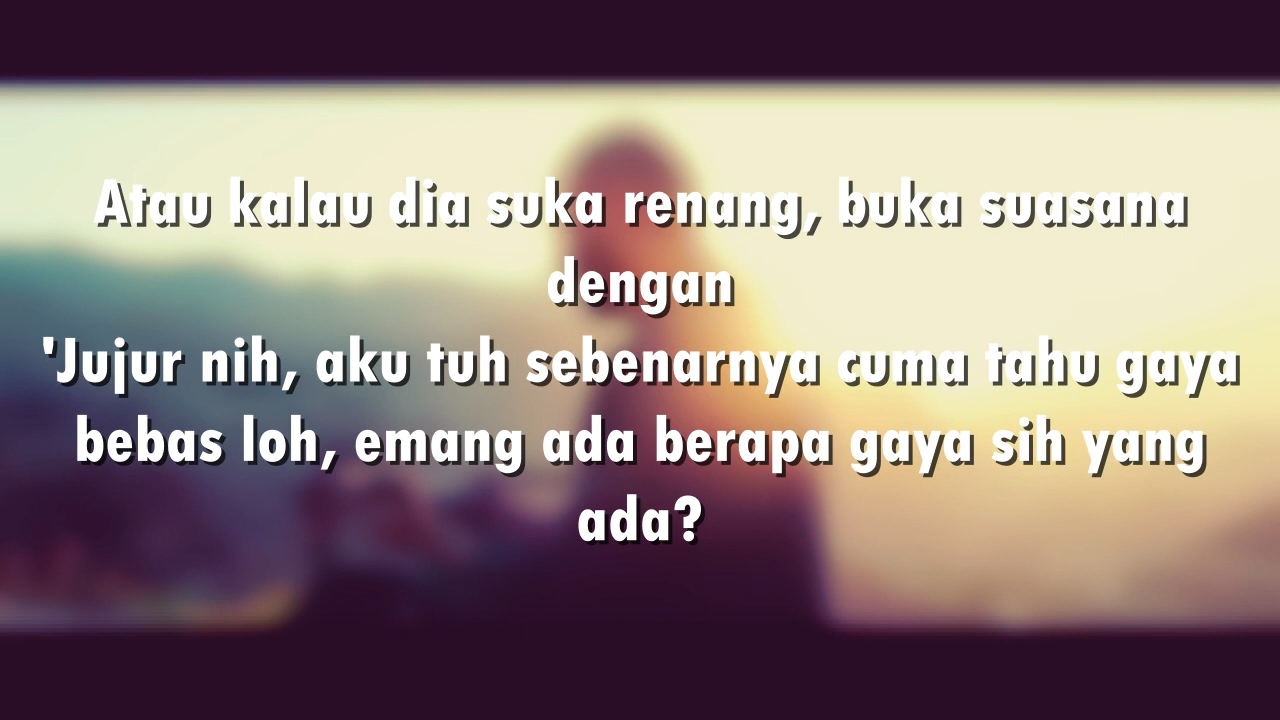 Atau kalau dia suka renang, buka suasana
dengan
'Jujur nih, aku tuh sebenarnya cuma tahu gaya
bebas loh, emang ada berapa gaya sih yang
ada?